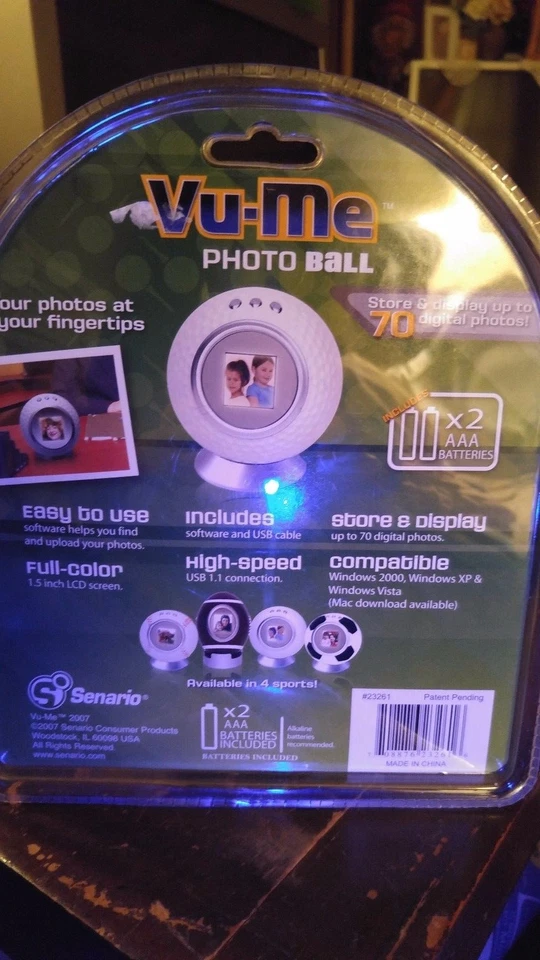 Vu-Me™
PHOTO Ball
our photos at
your fingertips
Store & display up to
70 digital photos!
INCLUDES
x2
AAA
BATTERIES
Easy to use
software helps you find
and upload your photos.
Includes
software and USB cable
Store & Display
up to 70 digital photos.
Full-color
1.5 inch LCD screen.
High-speed
USB 1.1 connection.
Compatible
Windows 2000, Windows XP &
Windows Vista
(Mac download available)
Available in 4 sports!
Senario®
Vu-Me™ 2007
©2007 Senario Consumer Products
Woodstock, IL 60098 USA
All Rights Reserved
www.senario.com
x2
AAA
BATTERIES
INCLUDED
Alkaline
batteries
recommended.
BATTERIES INCLUDED
#23261 Patent Pending
MADE IN CHINA